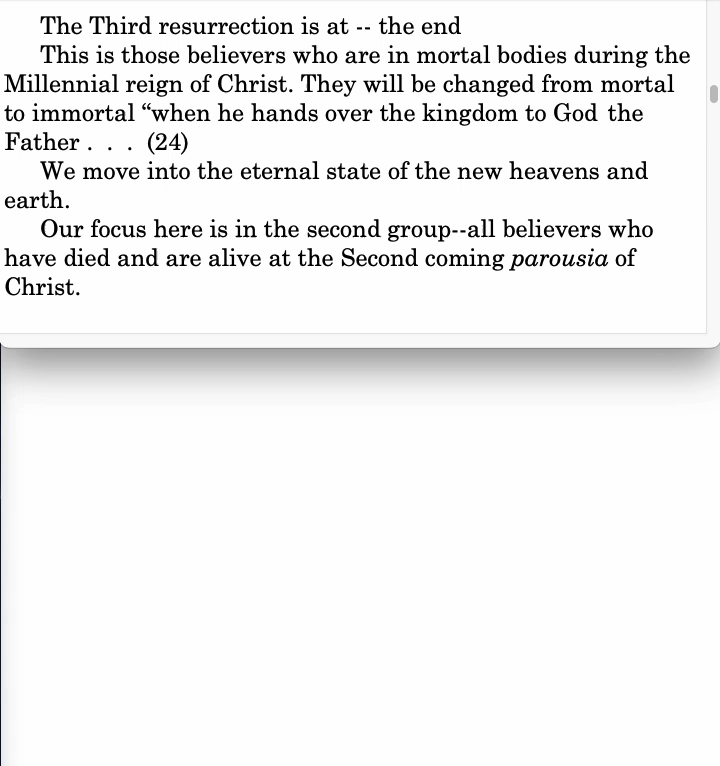 The Third resurrection is at -- the end
This is those believers who are in mortal bodies during the
Millennial reign of Christ. They will be changed from mortal
to immortal “when he hands over the kingdom to God the
Father . . . (24)
We move into the eternal state of the new heavens and
earth.
Our focus here is in the second group--all believers who
have died and are alive at the Second coming parousia of
Christ.